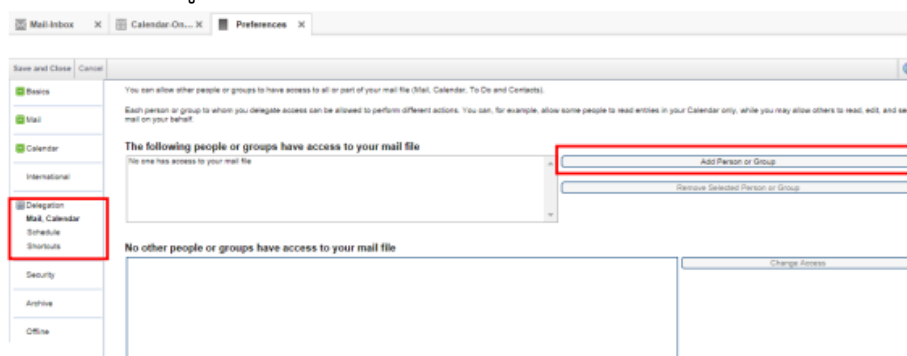 Mail-Inbox X Calendar-On... X Preferences X
Save and Close Cancel
Basics
Mail
Calendar
International
Delegation
Mail, Calendar
Schedule
Shortcuts
Security
Archive
Offline
You can allow other people or groups to have access to all or part of your mail file (Mail, Calendar, To Do and Contacts).
Each person or group to whom you delegate access can be allowed to perform different actions. You can, for example, allow some people to read entries in your Calendar only, while you may allow others to read, edit, and se
mail on your behalf.
The following people or groups have access to your mail file
No one has access to your mail file
Add Person or Group
Remove Selected Person or Group
No other people or groups have access to your mail file
Change Access